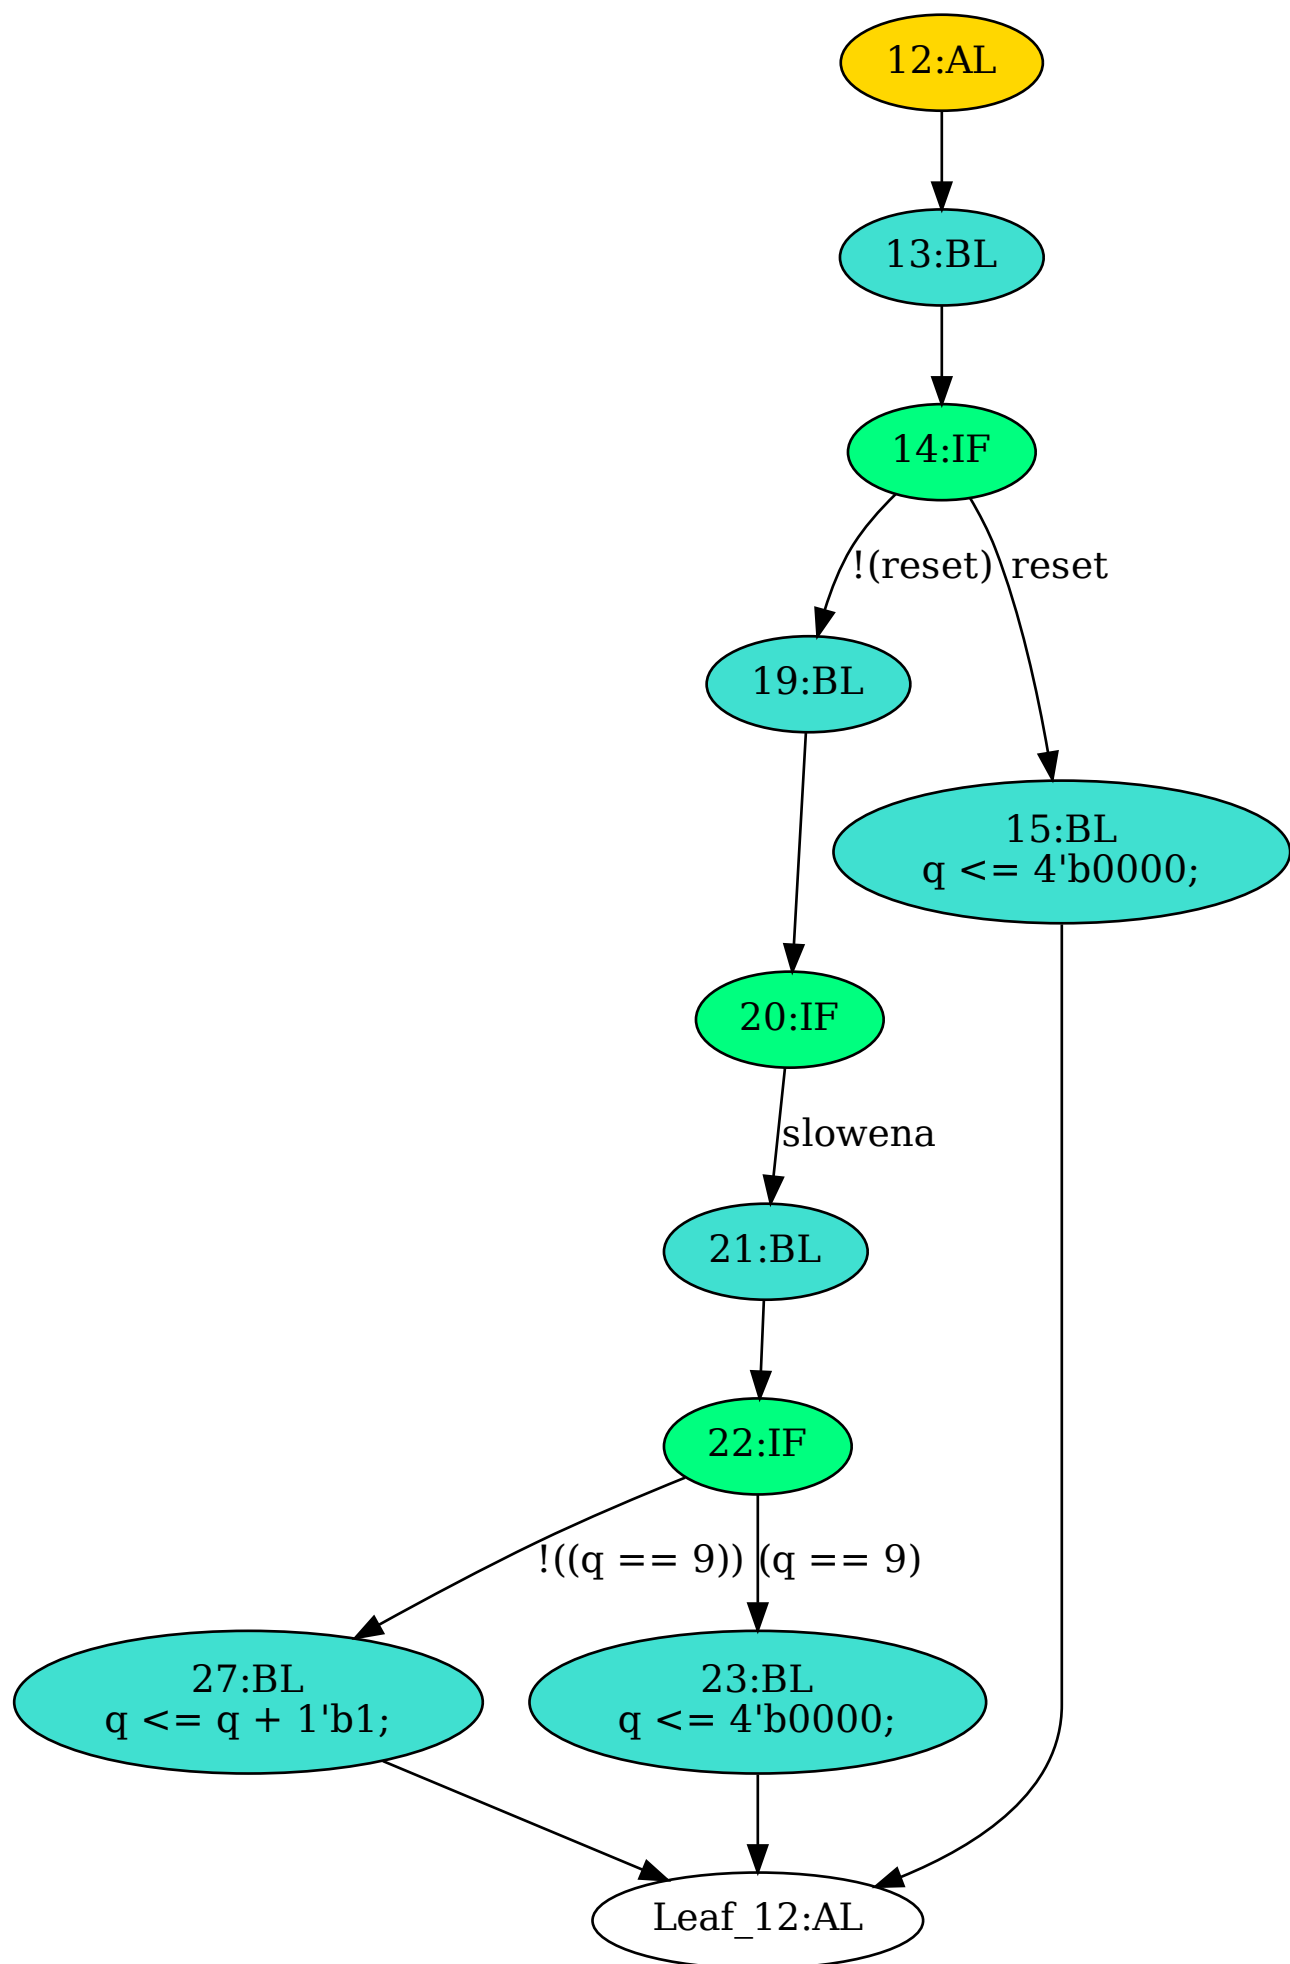 12:AL
13:BL
14:IF
!(reset)
reset
19:BL
15:BL
q <= 4'b0000;
20:IF
slowena
21:BL
22:IF
!((q == 9))
(q == 9)
27:BL
q <= q + 1'b1;
23:BL
q <= 4'b0000;
Leaf_12:AL